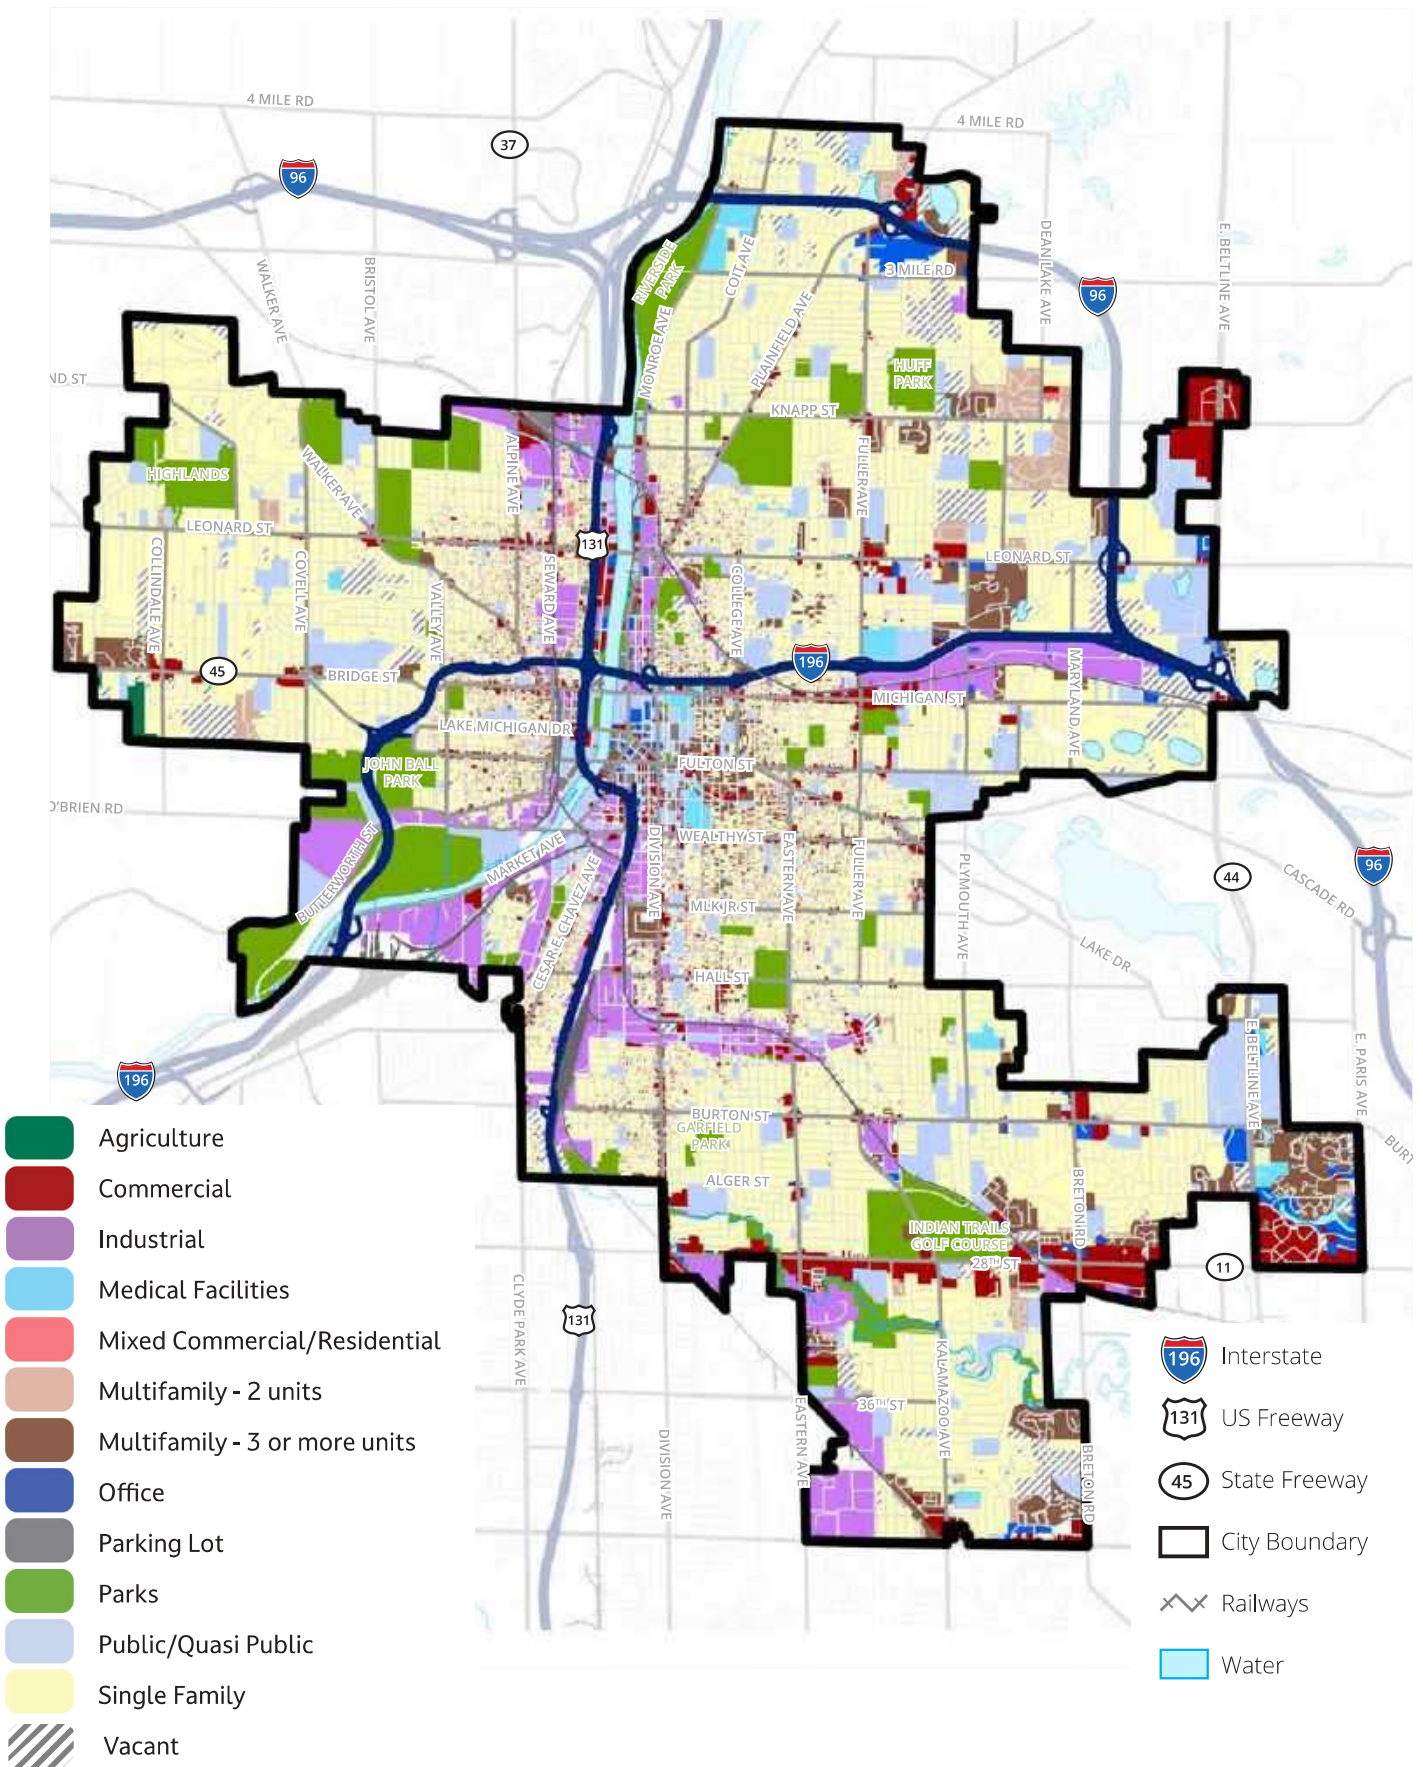 4 MILE RD
4 MILE RD
37
96
WALKER AVE
BRISTOL AVE
RIVERSIDE
PARK
COIT AVE
3 MILE RD
DEANILAKE AVE
E. BELTLINE AVE
96
MONROE AVE
PLAINFIELD AVE
HUFF
PARK
ND ST
KNAPP ST
HIGHLANDS
WALKER AVE
ALPINE AVE
FULLER AVE
LEONARD ST
131
LEONARD ST
COLLINDALE AVE
COVELL AVE
VALLEY AVE
SEWARD AVE
COLLEGE AVE
45
BRIDGE ST
196
MICHIGAN ST
MARYLAND AVE
LAKE MICHIGAN DR
JOHN BALL
PARK
FULTON ST
O'BRIEN RD
BUTTERWORTH ST
MARKET AVE
DIVISION AVE
WEALTHY ST
EASTERN AVE
FULLER AVE
PLYMOUTH AVE
44
CASCADE RD
96
CESAR E. CHAVEZ AVE
MLK JR ST
LAKE DR
HALL ST
E. BELTLINE AVE
E. PARIS AVE
196
BURTON ST
GARFIELD
PARK
BURT
ALGER ST
BRETON RD
INDIAN TRAILS
GOLF COURSE
28TH ST
11
131
CLYDE PARK AVE
KALAMAZOO AVE
36TH ST
DIVISION AVE
EASTERN AVE
BRETON RD
Agriculture
Commercial
Industrial
Medical Facilities
Mixed Commercial/Residential
Multifamily - 2 units
Multifamily - 3 or more units
Office
Parking Lot
Parks
Public/Quasi Public
Single Family
Vacant
196 Interstate
131 US Freeway
45 State Freeway
City Boundary
Railways
Water